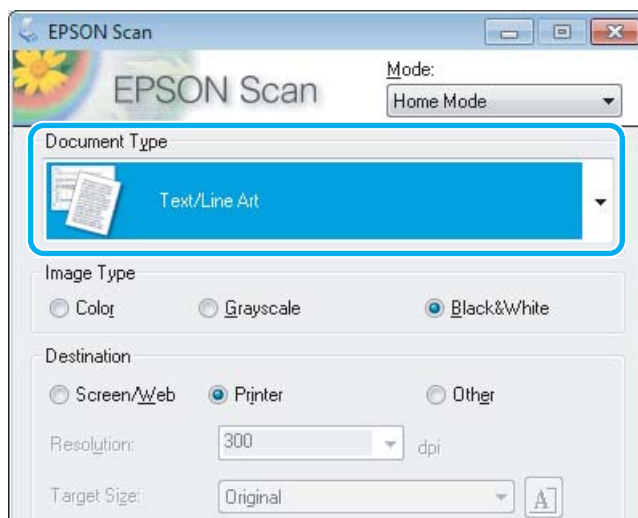 EPSON Scan
EPSON Scan
Mode:
Home Mode
Document Type
Text/Line Art
Image Type
Color Grayscale Black&White
Destination
Screen/Web Printer Other
Resolution: 300 dpi
Target Size: Original A